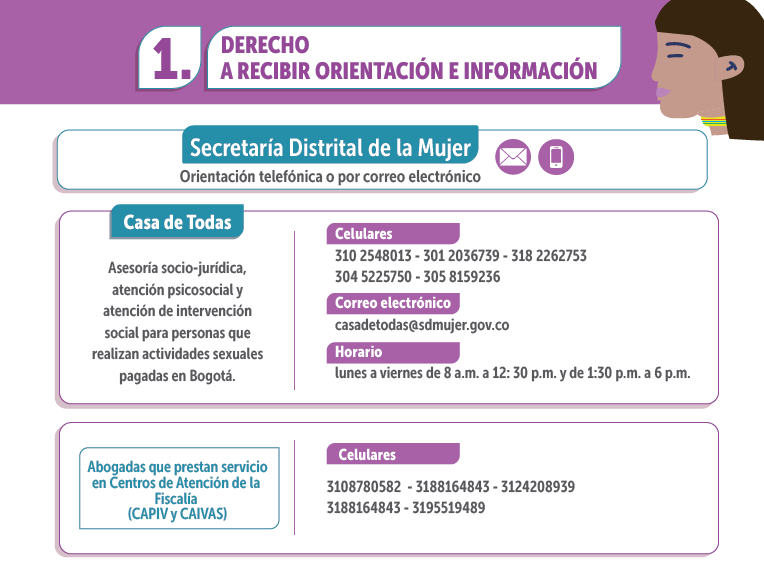 1.
DERECHO
A RECIBIR ORIENTACIÓN E INFORMACIÓN
Secretaría Distrital de la Mujer
Orientación telefónica o por correo electrónico
Casa de Todas
Asesoría socio-jurídica,
atención psicosocial y
atención de intervención
social para personas que
realizan actividades sexuales
pagadas en Bogotá.
Celulares
310 2548013 - 301 2036739 - 318 2262753
304 5225750 - 305 8159236
Correo electrónico
casadetodas@sdmujer.gov.co
Horario
lunes a viernes de 8 a.m. a 12: 30 p.m. y de 1:30 p.m. a 6 p.m.
Abogadas que prestan servicio
en Centros de Atención de la
Fiscalía
(CAPIV y CAIVAS)
Celulares
3108780582 - 3188164843 - 3124208939
3188164843 - 3195519489